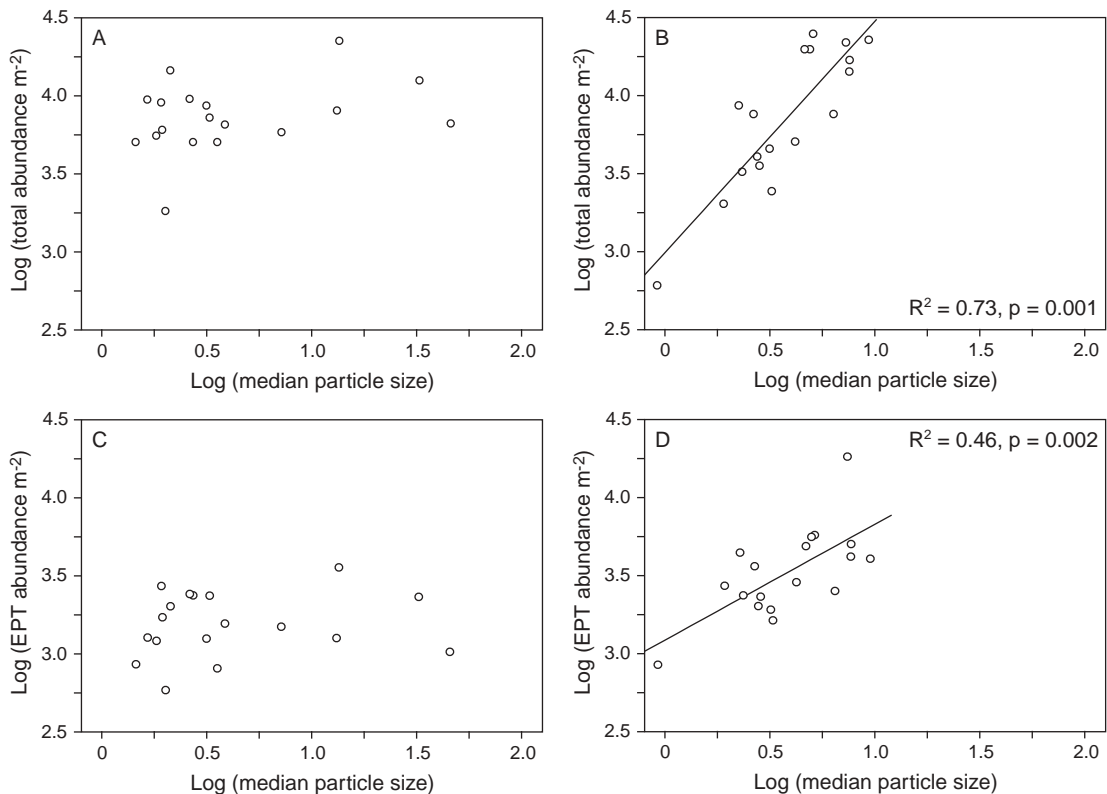 A
Log (total abundance m-2)
4.5
4.0
3.5
3.0
2.5
0
0.5
1.0
1.5
2.0
Log (median particle size)
B
Log (total abundance m-2)
4.5
4.0
3.5
3.0
2.5
R2 = 0.73, p = 0.001
0
0.5
1.0
1.5
2.0
Log (median particle size)
C
Log (EPT abundance m-2)
4.5
4.0
3.5
3.0
2.5
0
0.5
1.0
1.5
2.0
Log (median particle size)
D
R2 = 0.46, p = 0.002
Log (EPT abundance m-2)
4.5
4.0
3.5
3.0
2.5
0
0.5
1.0
1.5
2.0
Log (median particle size)